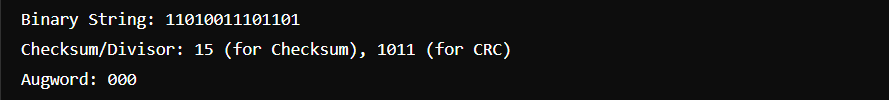 Binary String: 11010011101101
Checksum/Divisor: 15 (for Checksum), 1011 (for CRC)
Augword: 000